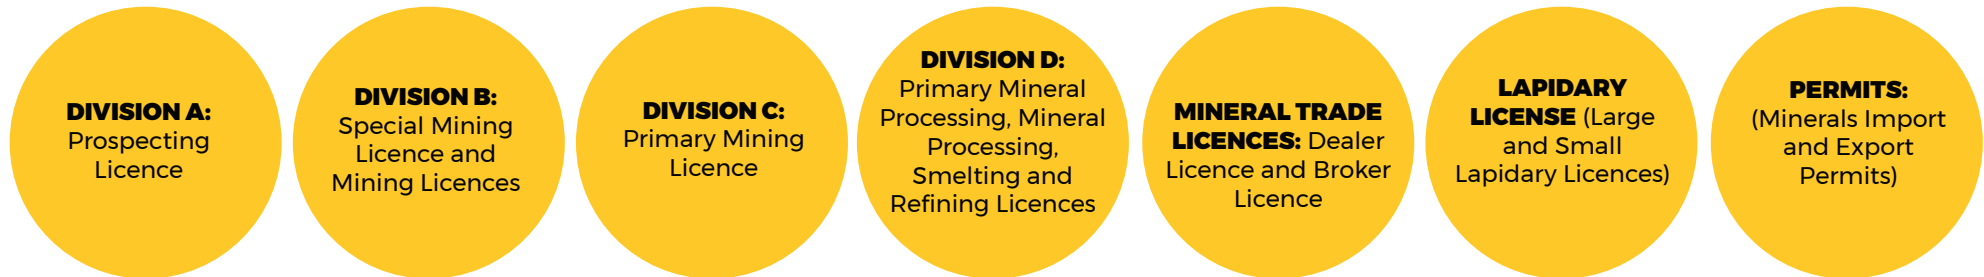 DIVISION A:
Prospecting
Licence
DIVISION B:
Special Mining
Licence and
Mining Licences
DIVISION C:
Primary Mining
Licence
DIVISION D:
Primary Mineral
Processing, Mineral
Processing,
Smelting and
Refining Licences
MINERAL TRADE
LICENCES: Dealer
Licence and Broker
Licence
LAPIDARY
LICENSE (Large
and Small
Lapidary Licences)
PERMITS:
(Minerals Import
and Export
Permits)